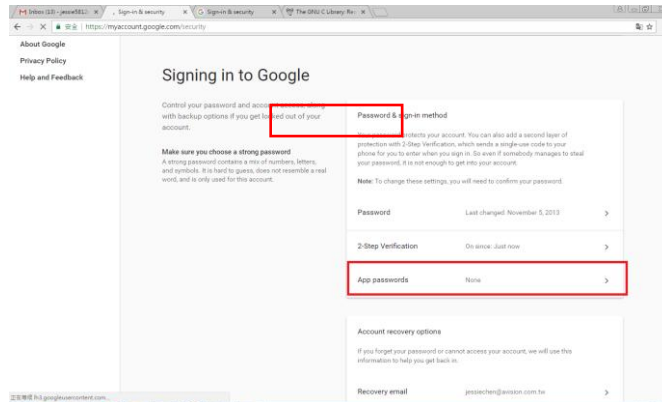 Inbox (13) - jessie5812
Sign-in & security
Sign-in & security
The GNU C Library Re
安全 | https://myaccount.google.com/security
About Google
Privacy Policy
Help and Feedback
Signing in to Google
Control your password and account
with backup options if you get locked out of your
account.
Make sure you choose a strong password
A strong password contains a mix of numbers, letters,
and symbols. It is hard to guess, does not resemble a real
word, and is only used for this account.
Password & sign-in method
Your password protects your account. You can also add a second layer of
protection with 2-Step Verification, which sends a single-use code to your
phone for you to enter when you sign in. So even if somebody manages to steal
your password, it is not enough to get into your account.
Note: To change these settings, you will need to confirm your password.
Password Last changed: November 5, 2013
2-Step Verification On since: Just now
App passwords None
Account recovery options
If you forget your password or cannot access your account, we will use this
information to help you get back in.
Recovery email jessiechen@avision.com.tw